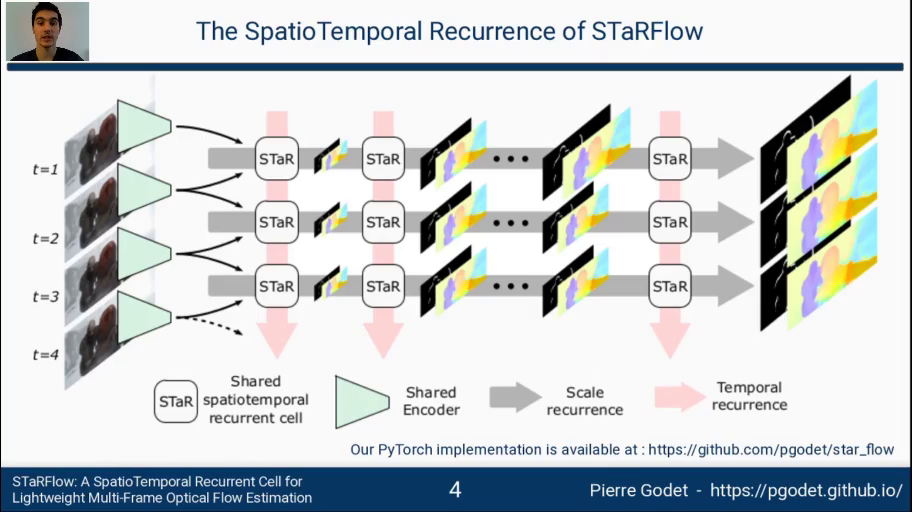 The SpatioTemporal Recurrence of STaRFlow
t=1
STaR
STaR
STaR
t=2
STaR
STaR
STaR
t=3
STaR
STaR
STaR
t=4
STaR
Shared
spatiotemporal
recurrent cell
Shared
Encoder
Scale
recurrence
Temporal
recurrence
Our PyTorch implementation is available at : https://github.com/pgodet/star_flow
STaRFlow: A SpatioTemporal Recurrent Cell for
Lightweight Multi-Frame Optical Flow Estimation
4
Pierre Godet - https://pgodet.github.io/